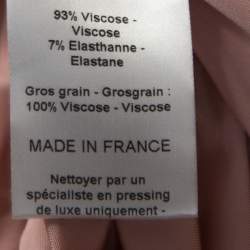 93% Viscose -
Viscose
7% Elasthanne -
Elastane
Gros grain - Grosgrain :
100% Viscose - Viscose
MADE IN FRANCE
Nettoyer par un
spécialiste en pressing
de luxe uniquement -